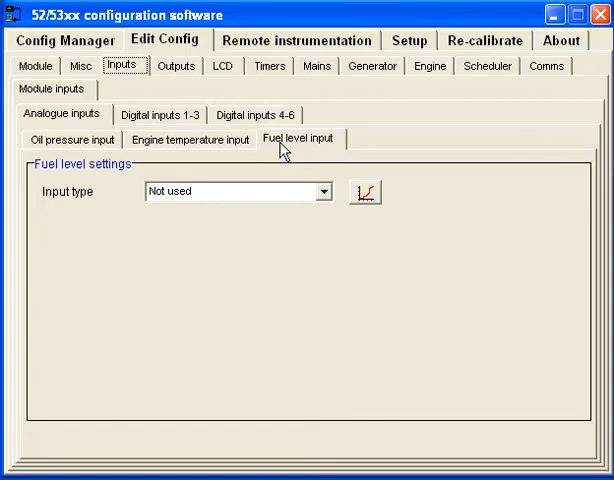 52/53xx configuration software
Config Manager Edit Config Remote instrumentation Setup Re-calibrate About
Module Misc Inputs Outputs LCD Timers Mains Generator Engine Scheduler Comms
Module inputs
Analogue inputs Digital inputs 1-3 Digital inputs 4-6
Oil pressure input Engine temperature input Fuel level input
Fuel level settings
Input type Not used